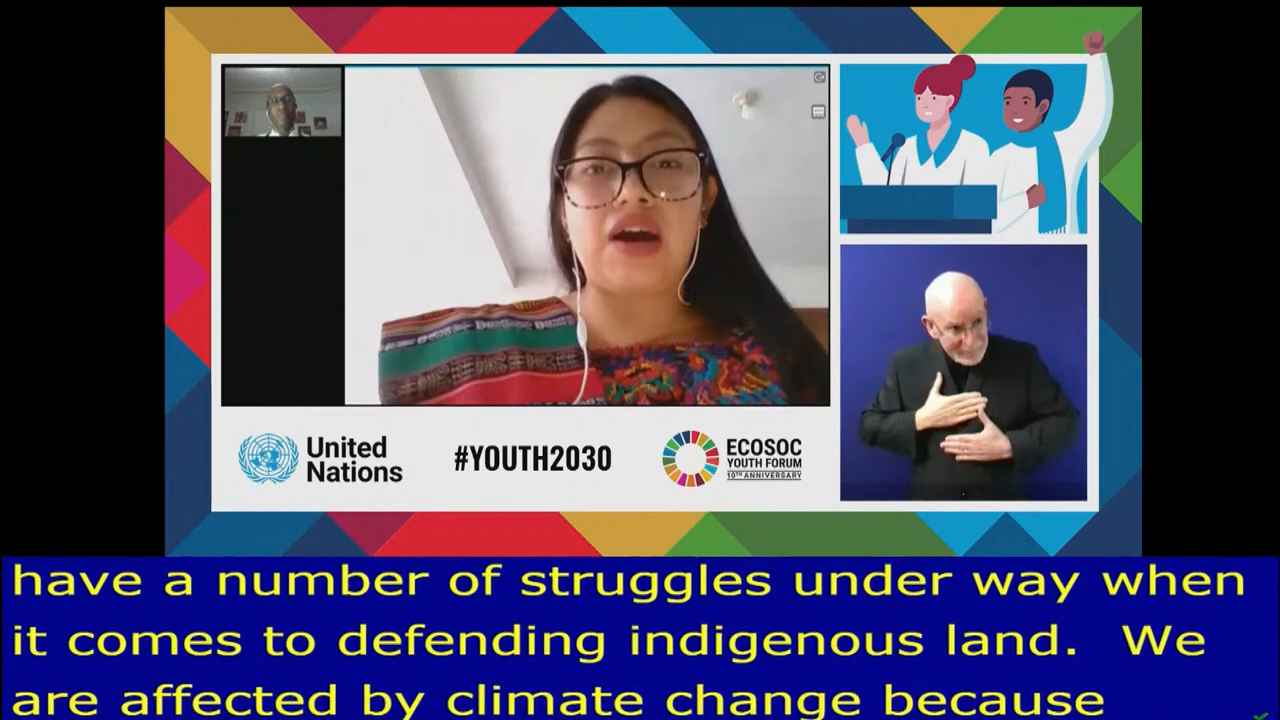 United
Nations
#YOUTH2030
ECOSOC
YOUTH FORUM
10TH ANNIVERSARY
have a number of struggles under way when
it comes to defending indigenous land.  We
are affected by climate change because